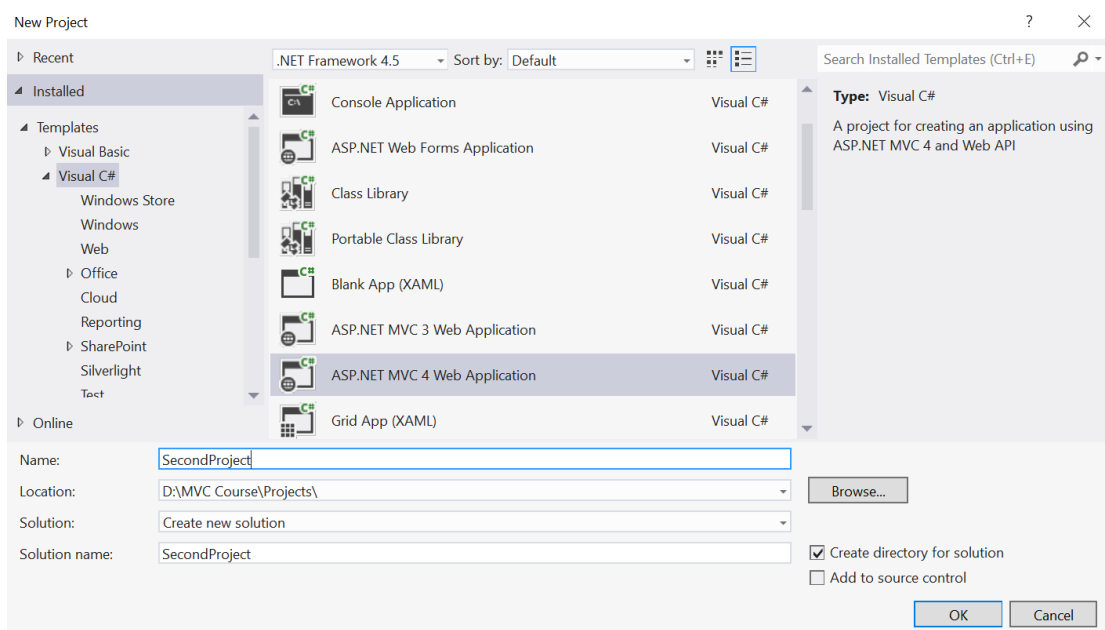 New Project
?
Recent
.NET Framework 4.5 Sort by: Default
Search Installed Templates (Ctrl+E)
Installed
Templates
Visual Basic
Visual C#
Windows Store
Windows
Web
Office
Cloud
Reporting
SharePoint
Silverlight
Test
Online
C# Console Application Visual C#
C# ASP.NET Web Forms Application Visual C#
C# Class Library Visual C#
C# Portable Class Library Visual C#
C# Blank App (XAML) Visual C#
C# ASP.NET MVC 3 Web Application Visual C#
C# ASP.NET MVC 4 Web Application Visual C#
C# Grid App (XAML) Visual C#
Type: Visual C#
A project for creating an application using
ASP.NET MVC 4 and Web API
Name: SecondProject
Location: D:\MVC Course\Projects\ Browse...
Solution: Create new solution
Solution name: SecondProject
Create directory for solution
Add to source control
OK Cancel